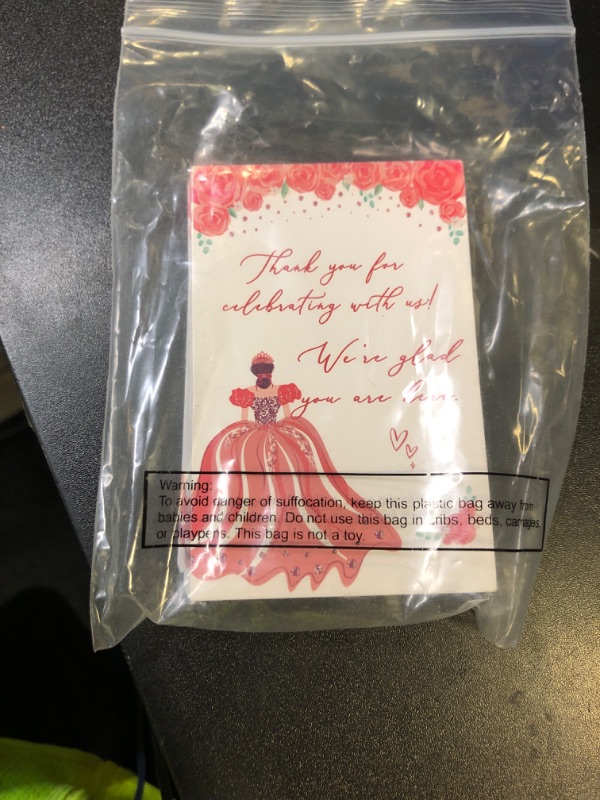 Thank you for
celebrating with us!
We're glad
you are here.
Warning:
To avoid danger of suffocation, keep this plastic bag away from
babies and children. Do not use this bag in cribs, beds, carriages,
or playpens. This bag is not a toy.